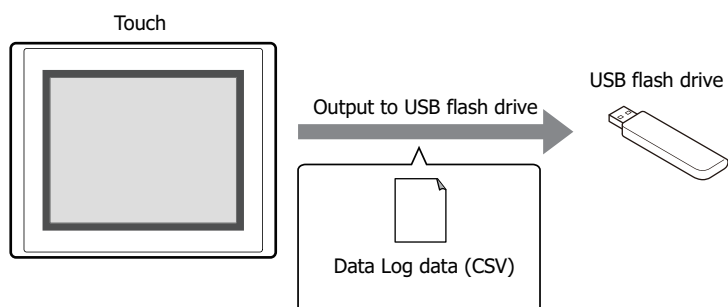 Touch
USB flash drive
Output to USB flash drive
Data Log data (CSV)